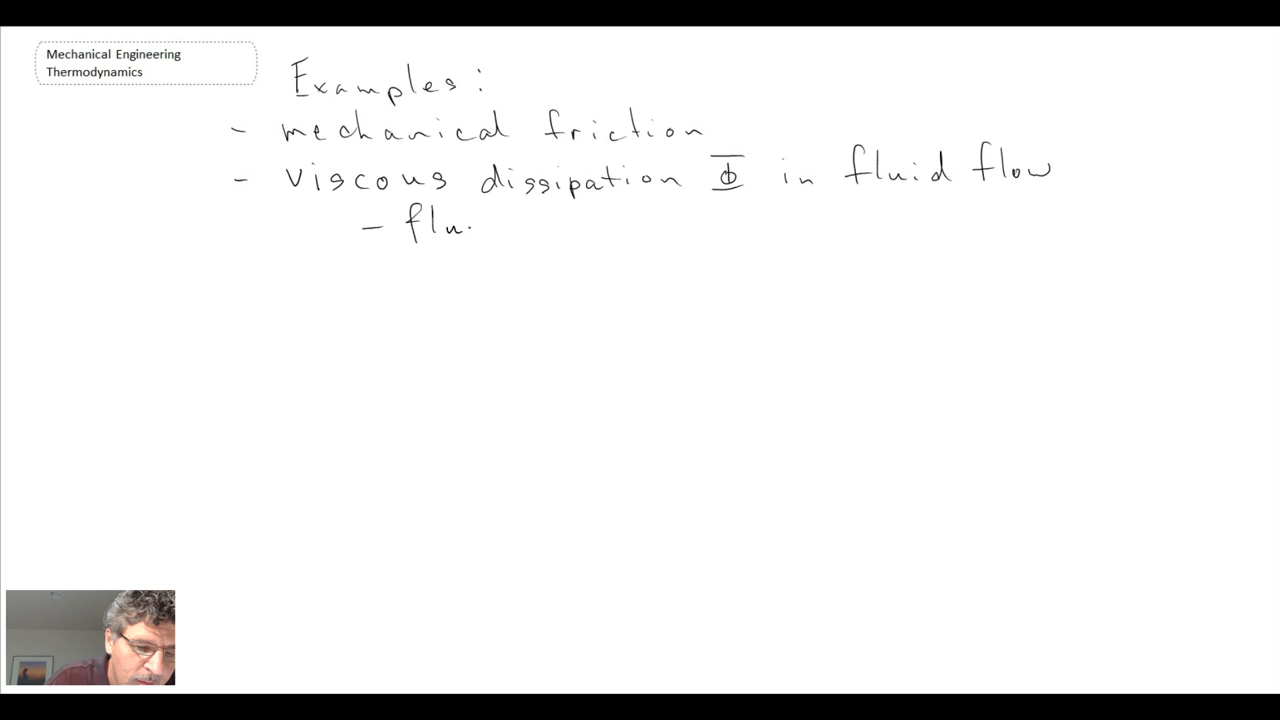 Mechanical Engineering
Thermodynamics
Examples:
- mechanical friction
- viscous dissipation Φ in fluid flow
- flu